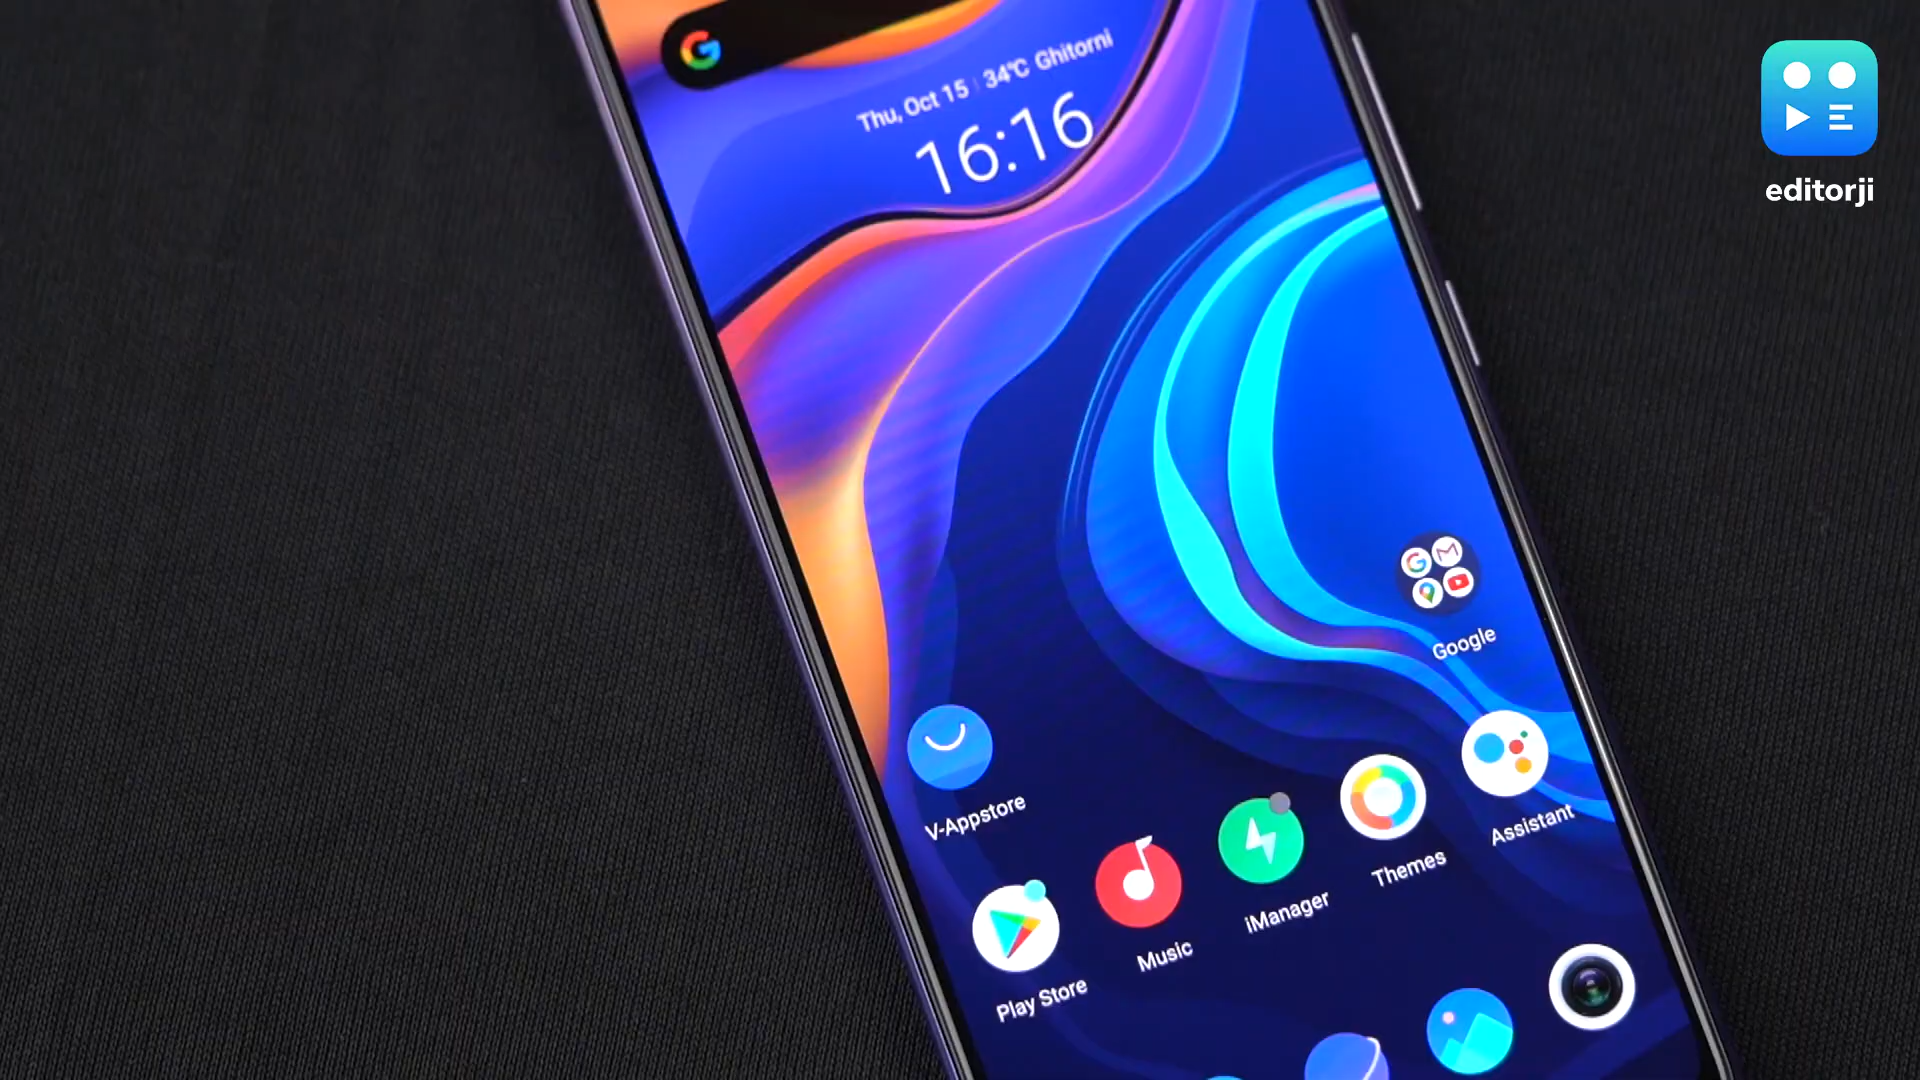 Thu, Oct 15 | 34℃ Ghitorni
16:16
editorji
Google
V-Appstore
Assistant
Themes
iManager
Music
Play Store